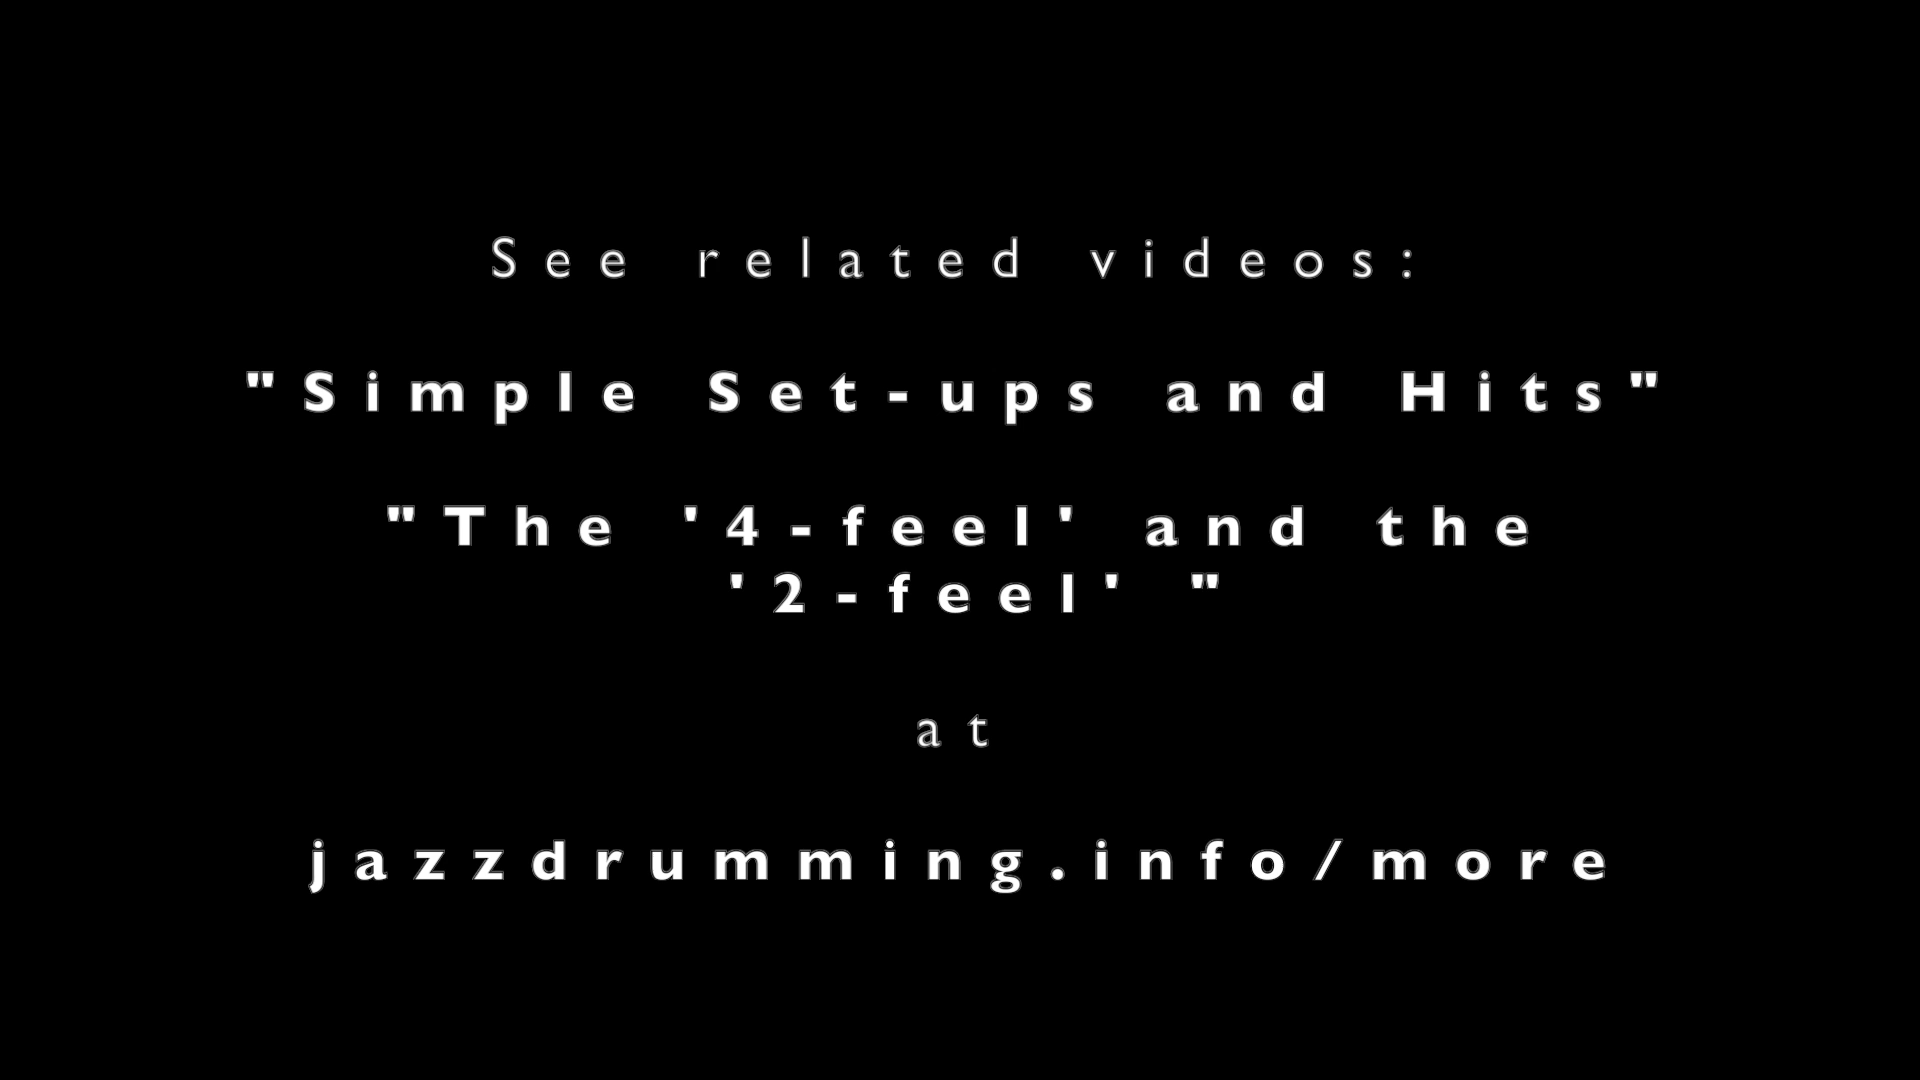 See related videos:
"Simple Set-ups and Hits"
"The '4-feel' and the
'2-feel' "
at
jazzdrumming.info/more